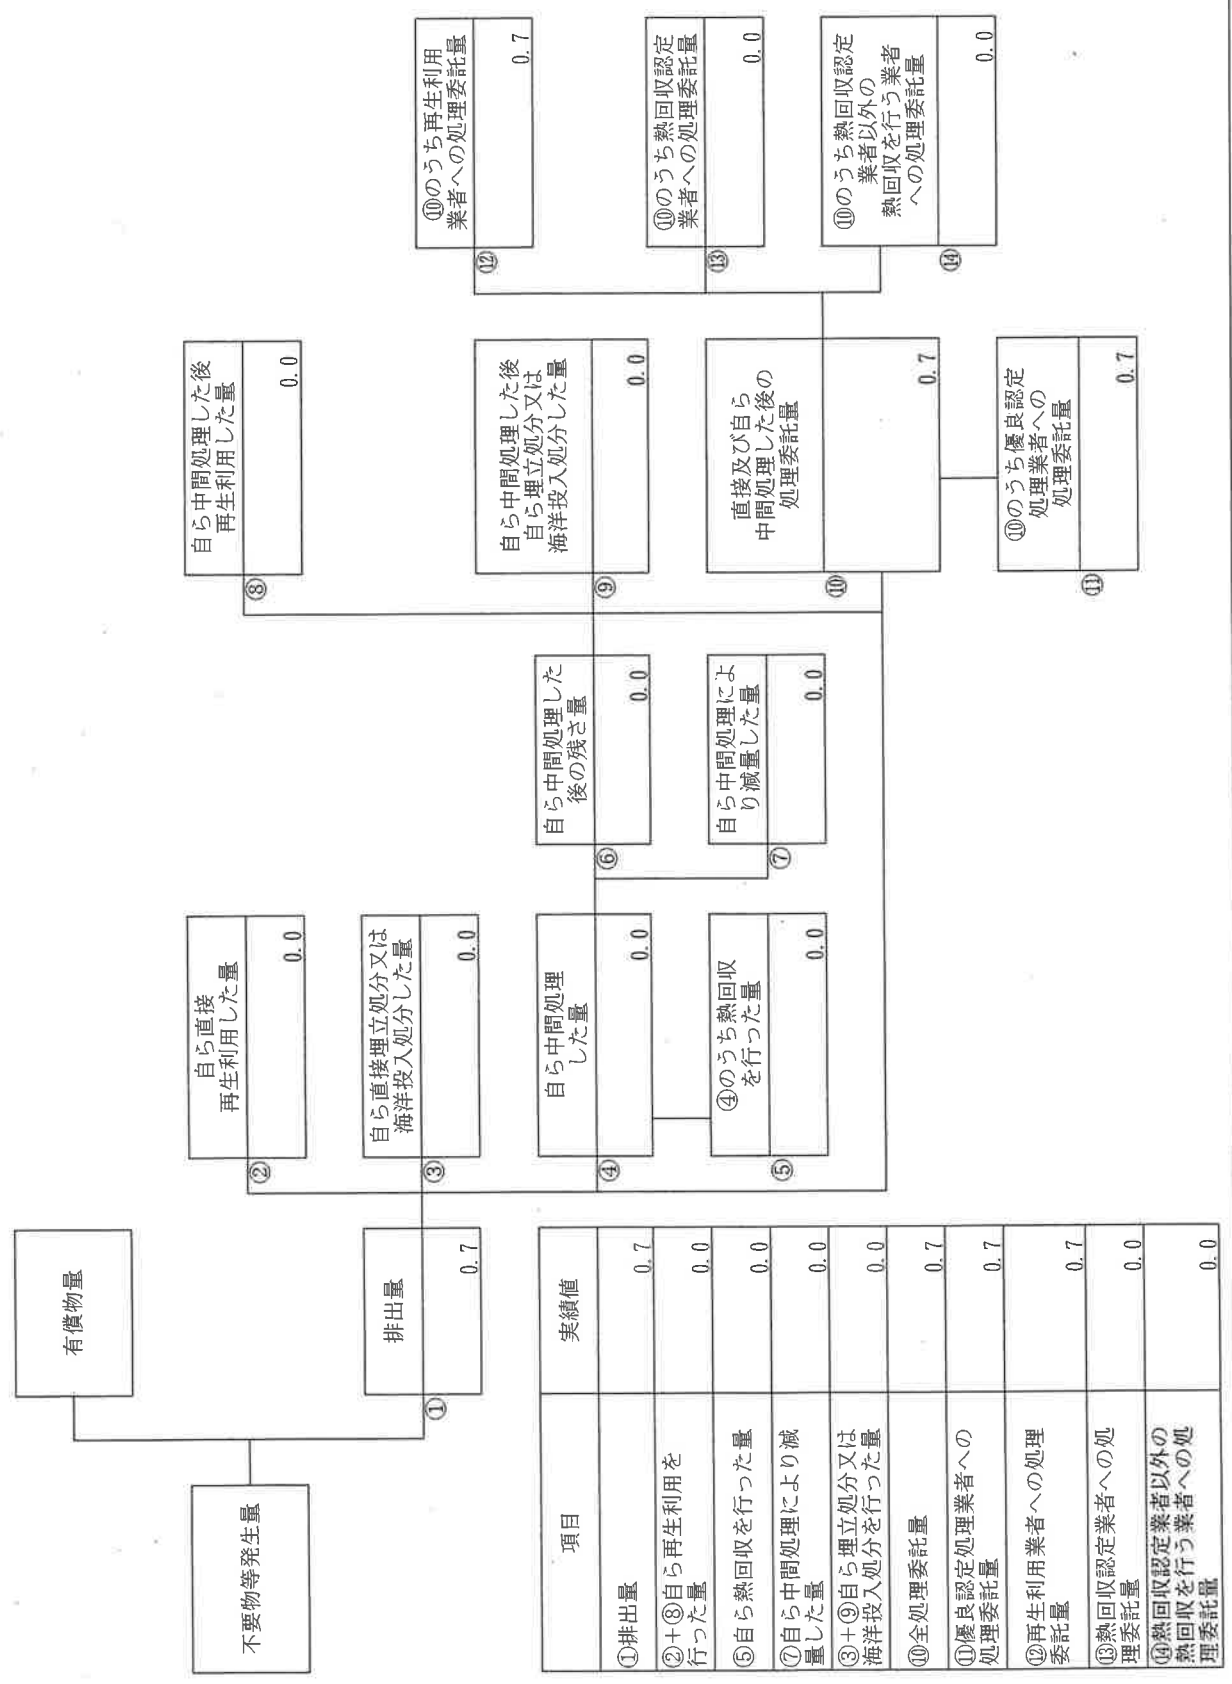 有償物量
不要物等発生量
排出量
①
0.7
自ら直接
再生利用した量
②
0.0
自ら直接埋立処分又は
海洋投入処分した量
③
0.0
自ら中間処理
した量
④
0.0
④のうち熱回収
を行った量
⑤
0.0
自ら中間処理した
後の残さ量
⑥
0.0
自ら中間処理によ
り減量した量
⑦
0.0
自ら中間処理した後
再生利用した量
⑧
0.0
自ら中間処理した後
自ら埋立処分又は
海洋投入処分した量
⑨
0.0
直接及び自ら
中間処理した後の
処理委託量
⑩
0.7
⑩のうち優良認定
処理業者への
処理委託量
⑪
0.7
⑩のうち再生利用
業者への処理委託量
⑫
0.7
⑩のうち熱回収認定
業者への処理委託量
⑬
0.0
⑩のうち熱回収認定
業者以外の
熱回収を行う業者
への処理委託量
⑭
0.0
項目 実績値
①排出量 0.7
②+⑧自ら再生利用を
行った量 0.0
⑤自ら熱回収を行った量 0.0
⑦自ら中間処理により減
量した量 0.0
③+⑨自ら埋立処分又は
海洋投入処分を行った量 0.0
⑩全処理委託量 0.7
⑪優良認定処理業者への
処理委託量 0.7
⑫再生利用業者への処理
委託量 0.7
⑬熱回収認定業者への処
理委託量 0.0
⑭熱回収認定業者以外の
熱回収を行う業者への処
理委託量 0.0